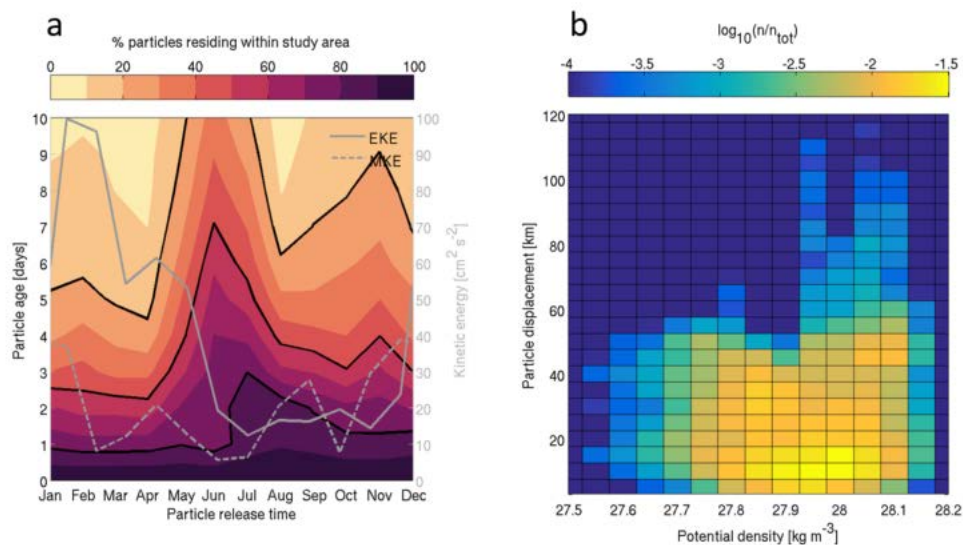 a
% particles residing within study area
0 20 40 60 80 100
10
9
8
7
6
5
4
3
2
1
0
Particle age [days]
EKE
MKE
100
90
80
70
60
50
40
30
20
10
0
Kinetic energy [cm² s⁻²]
Jan Feb Mar Apr May Jun Jul Aug Sep Oct Nov Dec
Particle release time
b
log₁₀(n/nₜₒₜ)
-4 -3.5 -3 -2.5 -2 -1.5
120
100
80
60
40
20
Particle displacement [km]
27.5 27.6 27.7 27.8 27.9 28 28.1 28.2
Potential density [kg m⁻³]